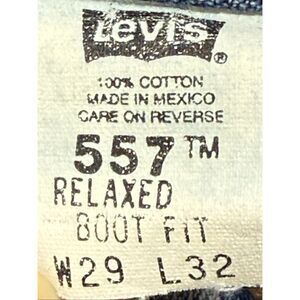 Levi's®
100% COTTON
MADE IN MEXICO
CARE ON REVERSE
557™
RELAXED
BOOT FIT
W29 L32